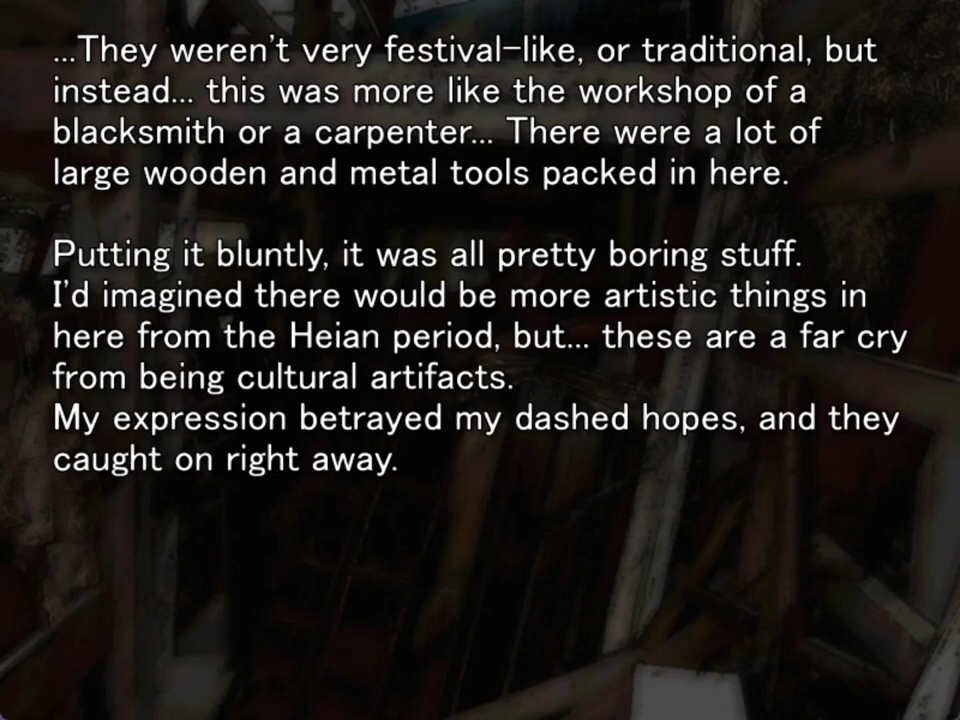 ...They weren't very festival-like, or traditional, but
instead... this was more like the workshop of a
blacksmith or a carpenter... There were a lot of
large wooden and metal tools packed in here.
Putting it bluntly, it was all pretty boring stuff.
I'd imagined there would be more artistic things in
here from the Heian period, but... these are a far cry
from being cultural artifacts.
My expression betrayed my dashed hopes, and they
caught on right away.